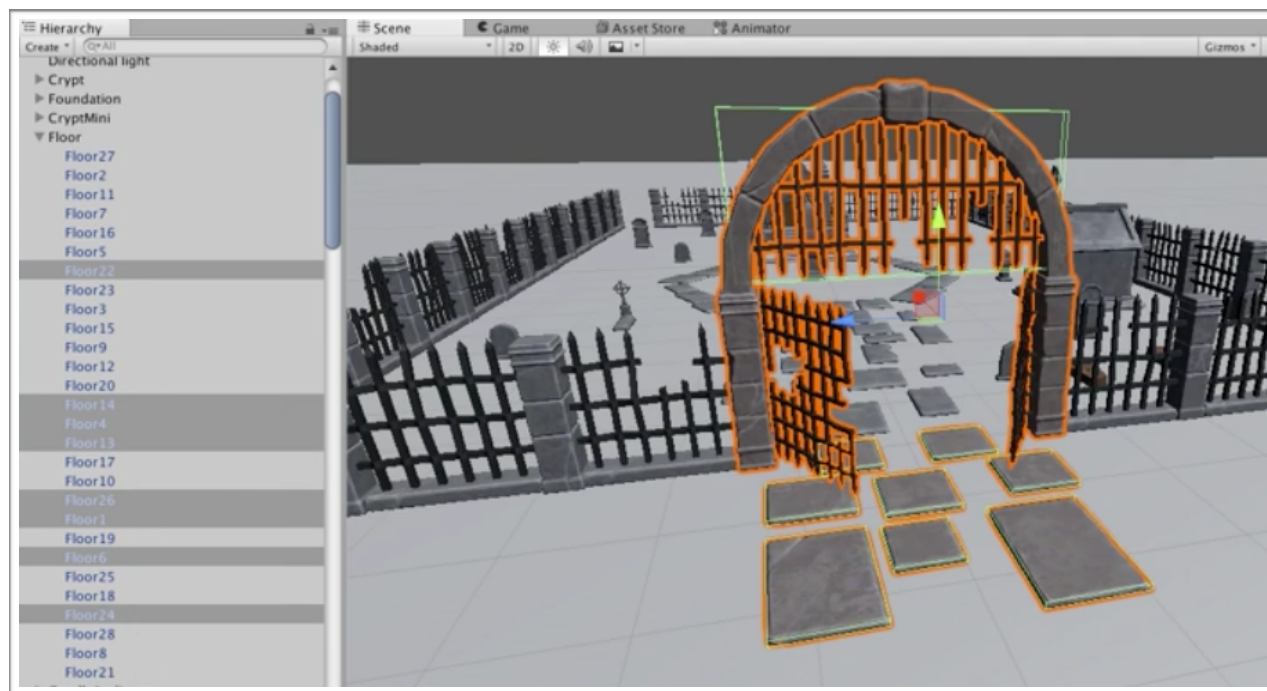 Hierarchy
Create
All
Directional light
Crypt
Foundation
CryptMini
Floor
Floor27
Floor2
Floor11
Floor7
Floor16
Floor5
Floor22
Floor23
Floor3
Floor15
Floor9
Floor12
Floor20
Floor14
Floor4
Floor13
Floor17
Floor10
Floor26
Floor1
Floor19
Floor6
Floor25
Floor18
Floor24
Floor28
Floor8
Floor21
Scene Game Asset Store Animator
Shaded 2D Gizmos